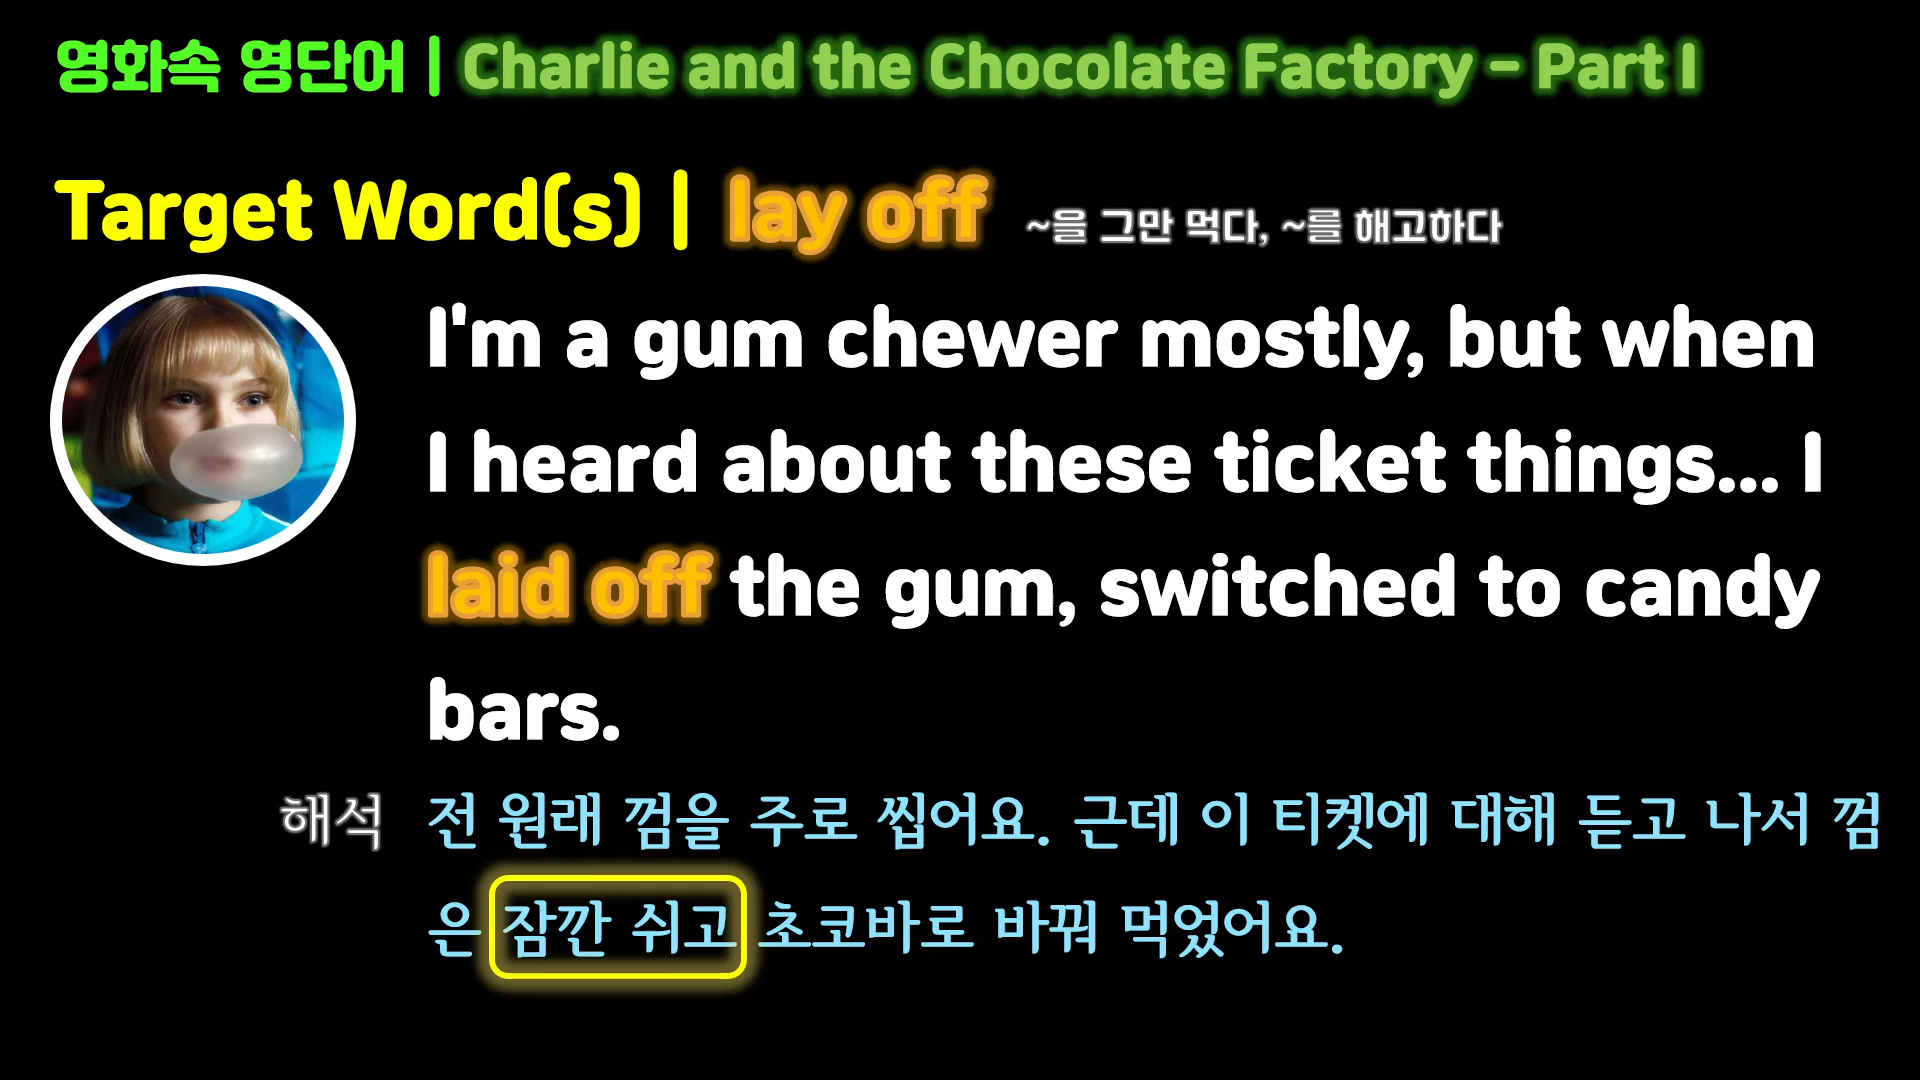 영화속 영단어 | Charlie and the Chocolate Factory - Part I
Target Word(s) | lay off ~을 그만 먹다, ~를 해고하다
I'm a gum chewer mostly, but when
I heard about these ticket things... I
laid off the gum, switched to candy
bars.
해석 전 원래 껌을 주로 씹어요. 근데 이 티켓에 대해 듣고 나서 껌
은 잠깐 쉬고 초코바로 바꿔 먹었어요.